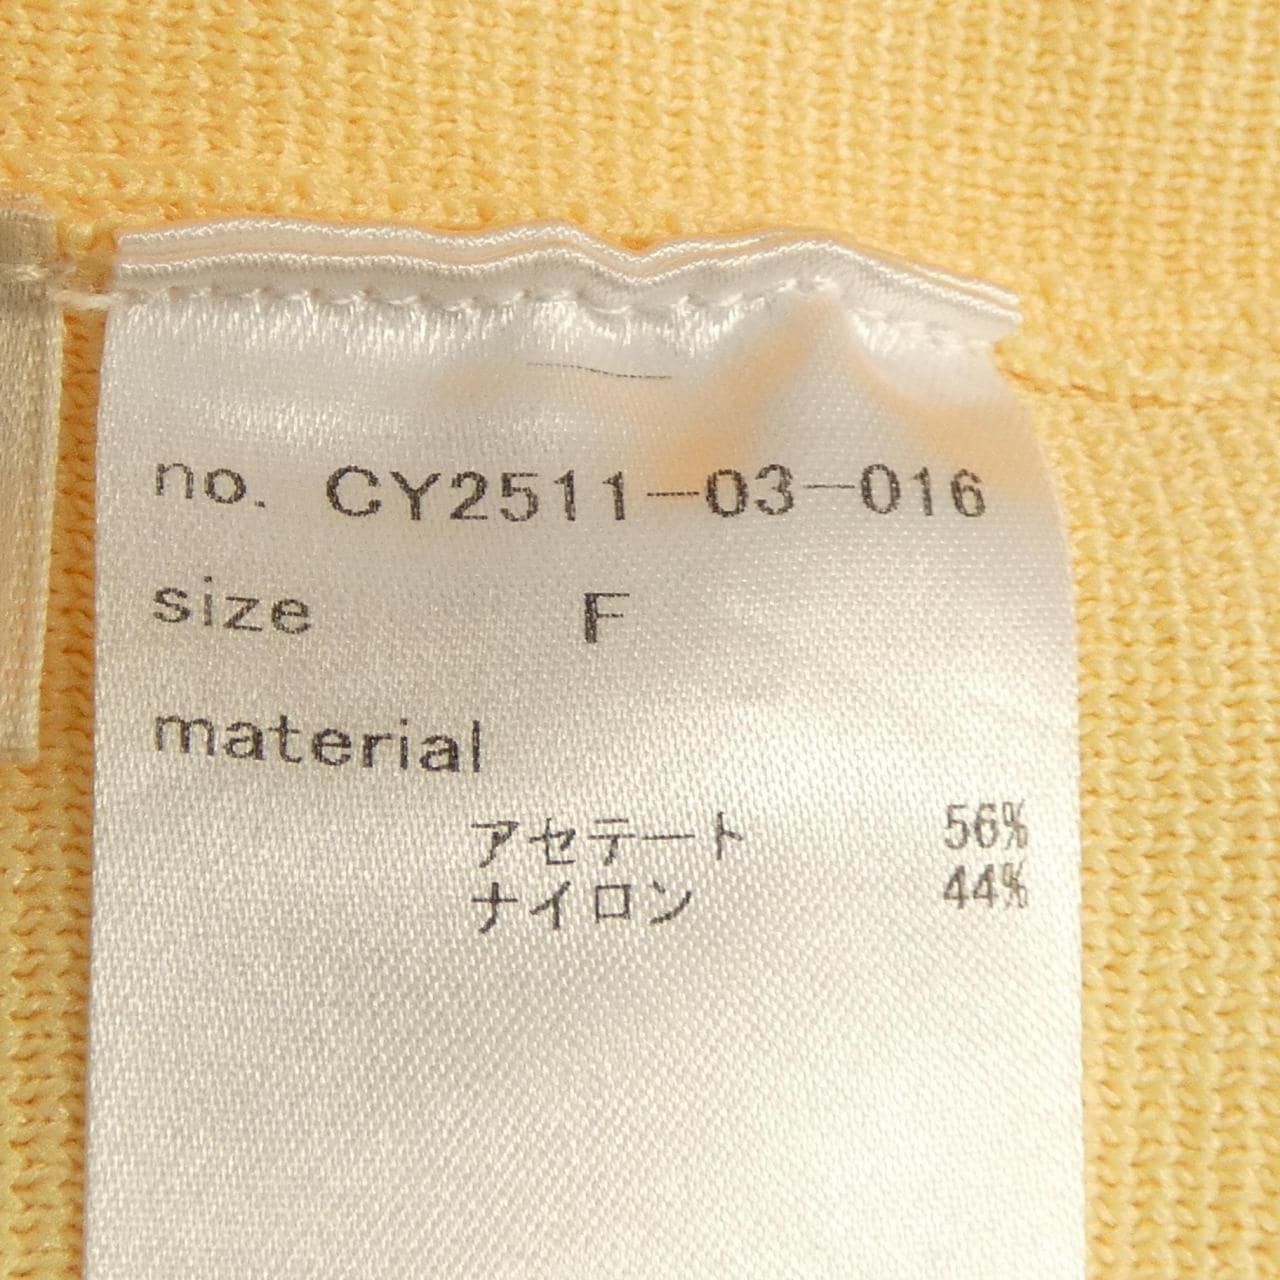 no. CY2511-03-016
size F
material
アセテート 56%
ナイロン 44%